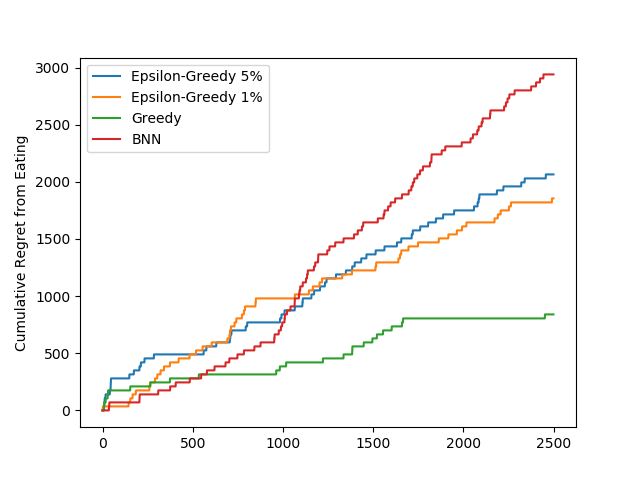 Cumulative Regret from Eating
3000
2500
2000
1500
1000
500
0
Epsilon-Greedy 5%
Epsilon-Greedy 1%
Greedy
BNN
0 500 1000 1500 2000 2500